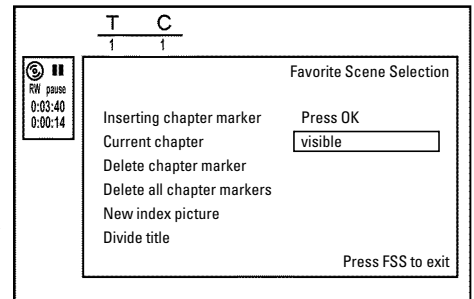 T C
1 1
RW pause
0:03:40
0:00:14
Favorite Scene Selection
Inserting chapter marker Press OK
Current chapter visible
Delete chapter marker
Delete all chapter markers
New index picture
Divide title
Press FSS to exit